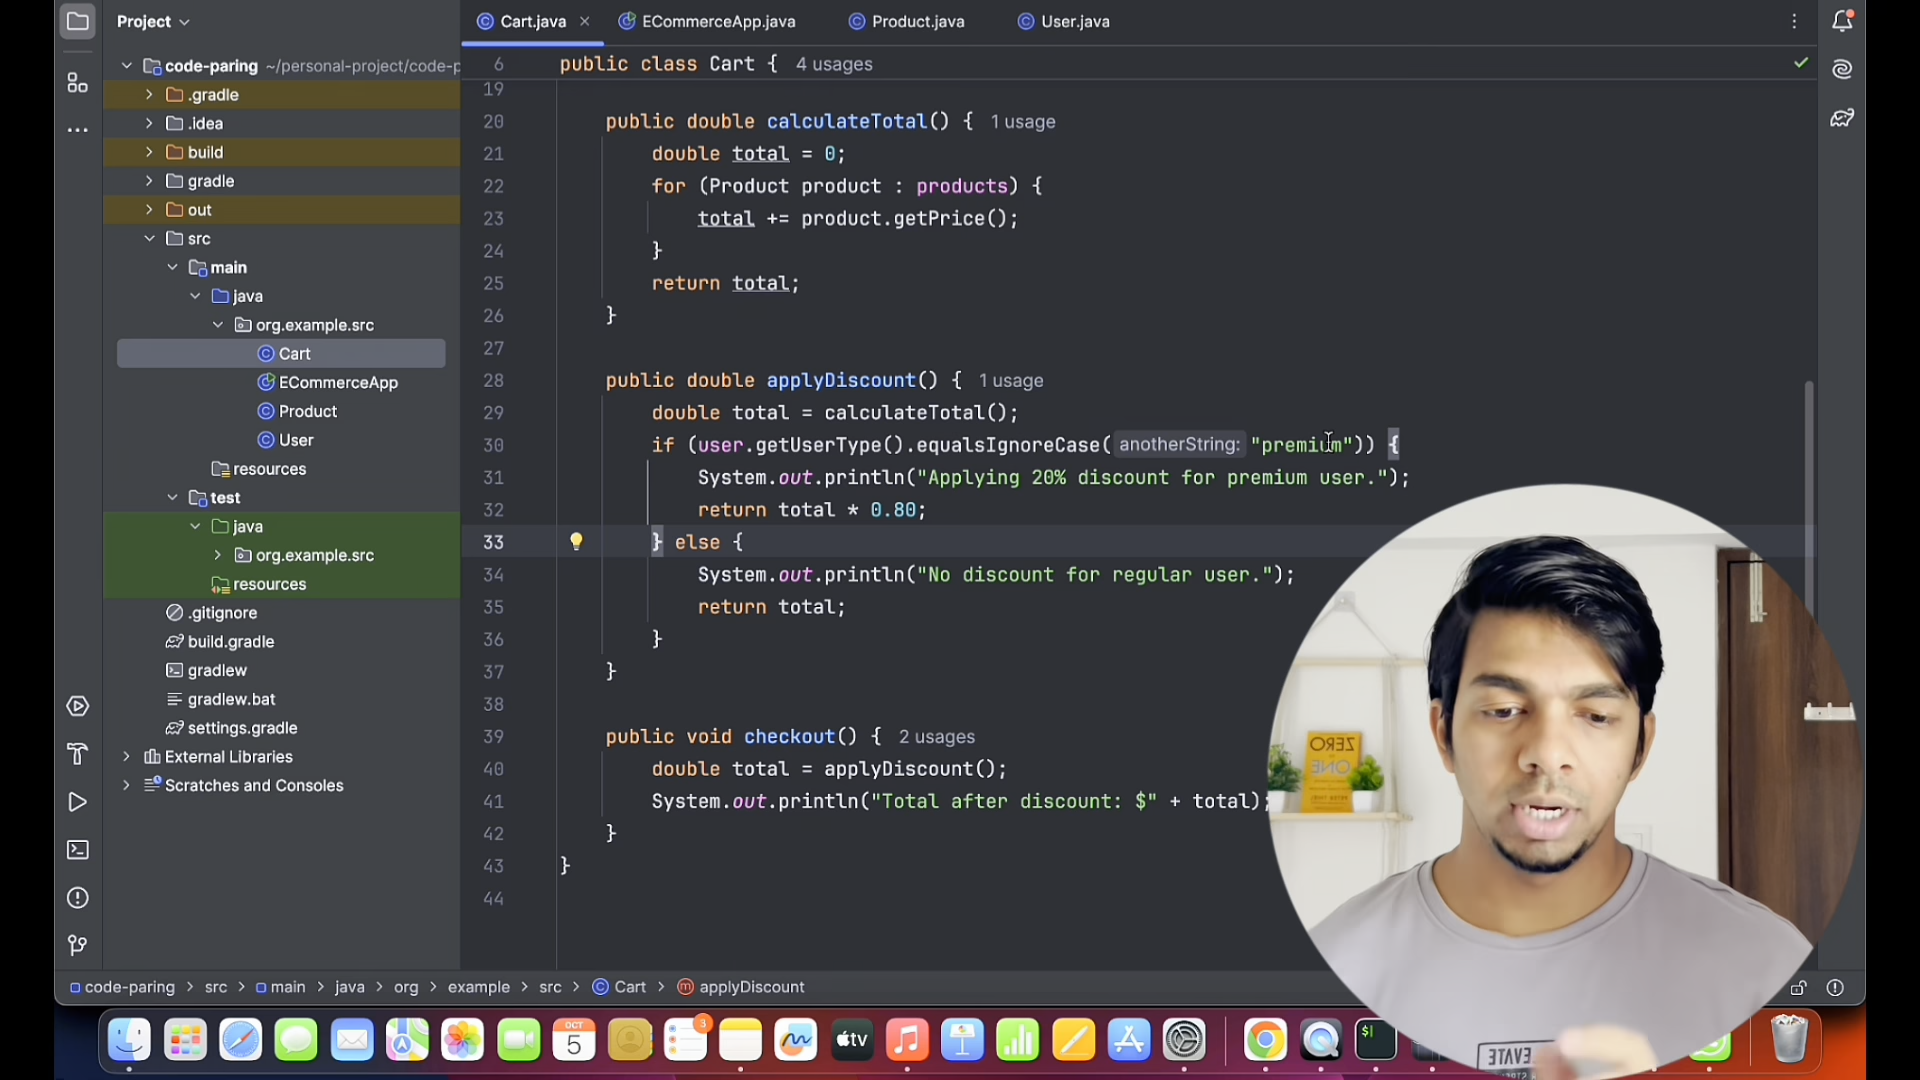 Project
Cart.java
ECommerceApp.java
Product.java
User.java
code-paring ~/personal-project/code-p
.gradle
.idea
build
gradle
out
src
main
java
org.example.src
Cart
ECommerceApp
Product
User
resources
test
java
org.example.src
resources
.gitignore
build.gradle
gradlew
gradlew.bat
settings.gradle
External Libraries
Scratches and Consoles
6 public class Cart { 4 usages
19
20 public double calculateTotal() { 1 usage
21 double total = 0;
22 for (Product product : products) {
23 total += product.getPrice();
24 }
25 return total;
26 }
27
28 public double applyDiscount() { 1 usage
29 double total = calculateTotal();
30 if (user.getUserType().equalsIgnoreCase( anotherString: "premium")) {
31 System.out.println("Applying 20% discount for premium user.");
32 return total * 0.80;
33 } else {
34 System.out.println("No discount for regular user.");
35 return total;
36 }
37 }
38
39 public void checkout() { 2 usages
40 double total = applyDiscount();
41 System.out.println("Total after discount: $" + total);
42 }
43 }
44
ZERO
ONE
code-paring > src > main > java > org > example > src > Cart > applyDiscount
OCT
5
3
tv
$